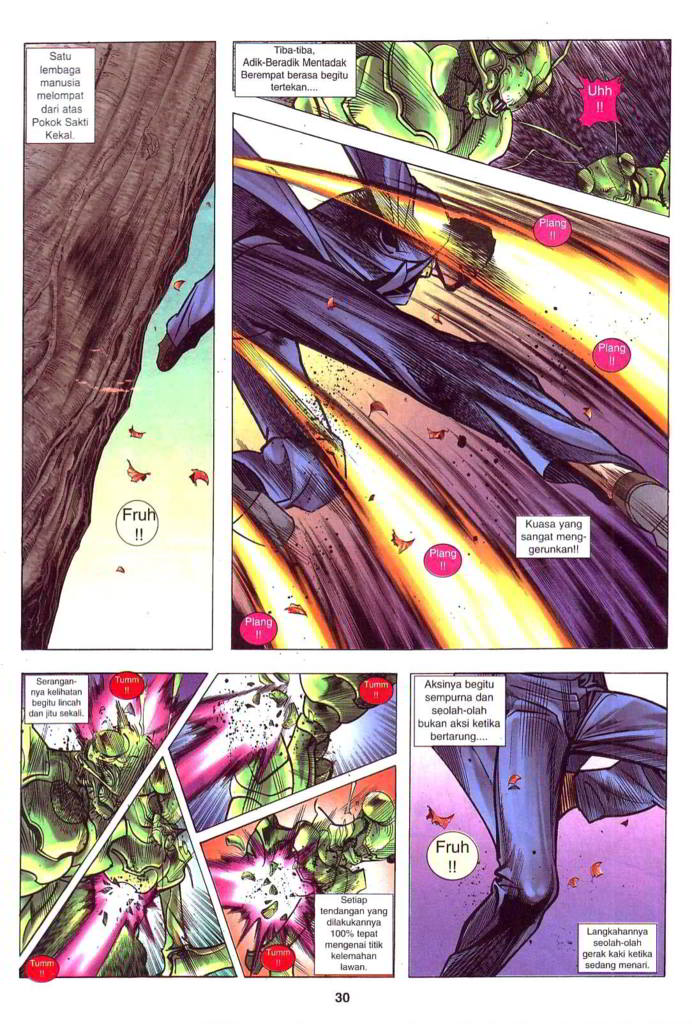 Satu
lembaga
manusia
melompat
dari atas
Pokok Sakti
Kekal.
Fruh
!!
Tiba-tiba,
Adik-Beradik Mentadak
Berempat berasa begitu
tertekan....
Uhh
!!
Plang
!!
Plang
!!
Kuasa yang
sangat meng-
gerunkan!!
Plang
!!
Plang
!!
Serangan-
nya kelihatan
begitu lincah
dan jitu sekali.
Tumm
!!
Tumm
!!
Tumm
!!
Setiap
tendangan yang
dilakukannya
100% tepat
mengenai titik
kelemahan
lawan.
Tumm
!!
Aksinya begitu
sempurna dan
seolah-olah
bukan aksi ketika
bertarung....
Fruh
!!
Langkahannya
seolah-olah
gerak kaki ketika
sedang menari.
30